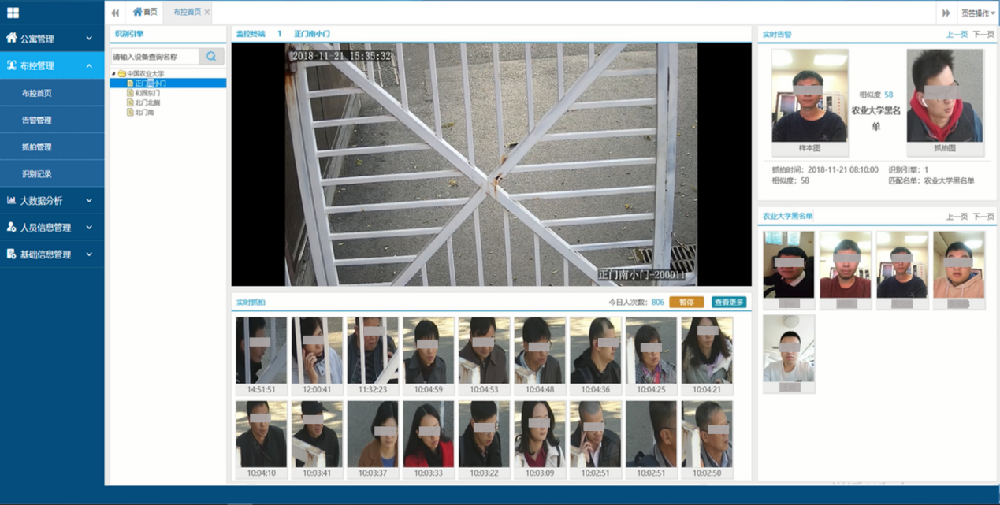 首页
布控首页
页签操作
公寓管理
布控管理
布控首页
告警管理
抓拍管理
识别记录
大数据分析
人员信息管理
基础信息管理
识别引擎
请输入设备查询名称
中国农业大学
正门南小门
和园东门
北门北侧
北门南
监控终端 1 正门南小门
2018-11-21 15:35:32
正门南小门-200011
实时抓拍
今日人次数: 806
暂停
查看更多
14:51:51
12:00:41
11:32:23
10:04:59
10:04:53
10:04:48
10:04:36
10:04:25
10:04:21
10:04:10
10:03:41
10:03:37
10:03:33
10:03:22
10:03:09
10:02:51
10:02:51
10:02:50
实时告警
上一页 下一页
相似度 58
农业大学黑名
单
样本图
抓拍图
抓拍时间: 2018-11-21 08:10:00 识别引擎: 1
相似度: 58 匹配名单: 农业大学黑名单
农业大学黑名单
上一页 下一页